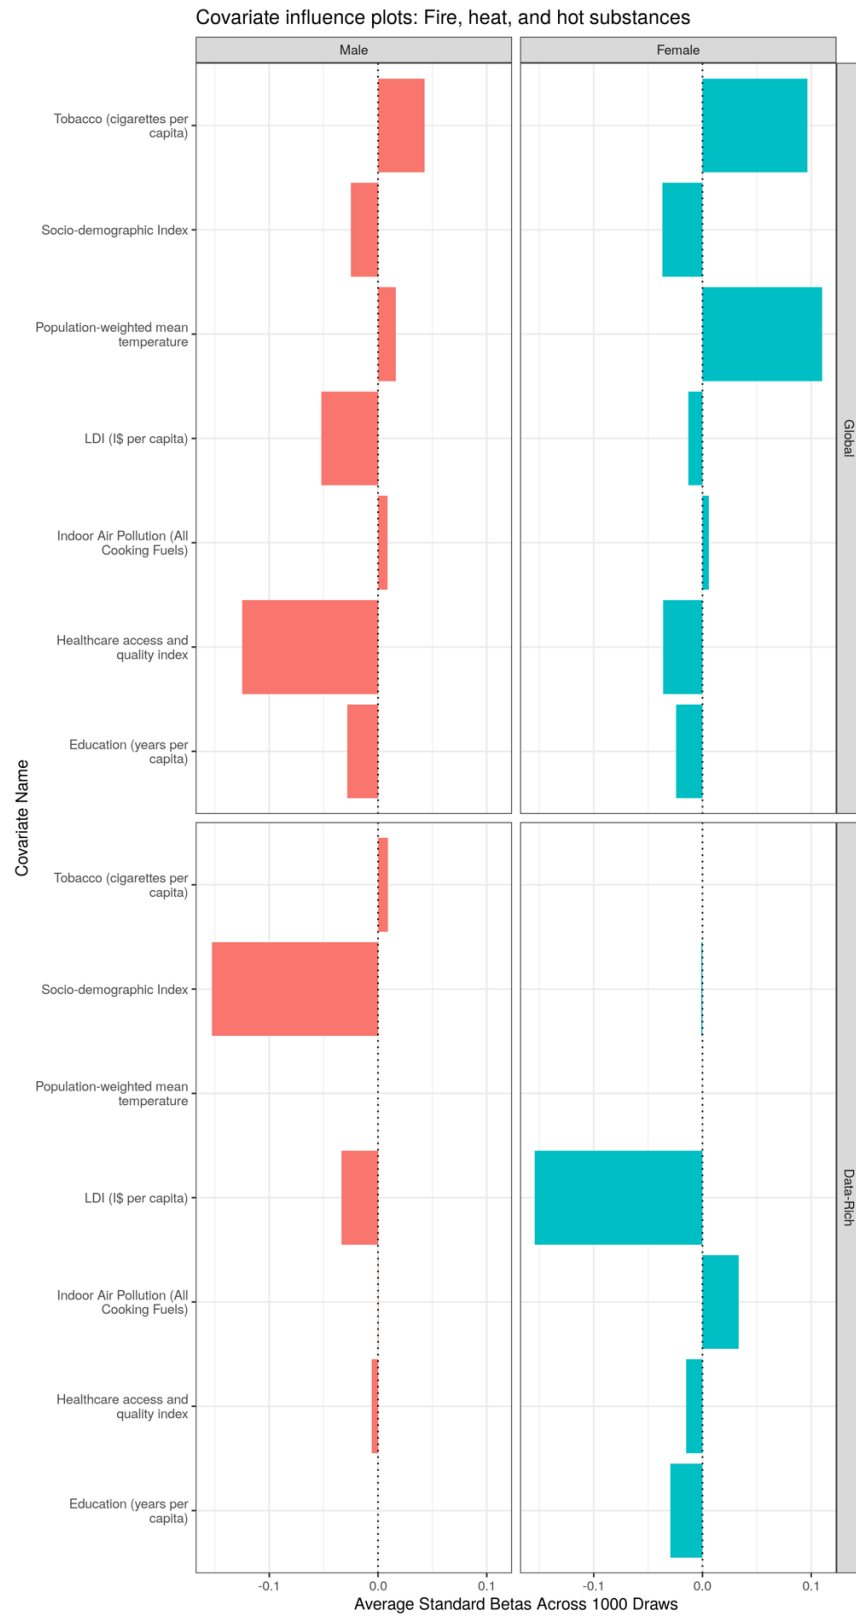 Covariate influence plots: Fire, heat, and hot substances
Male
Female
Tobacco (cigarettes per
capita)
Socio-demographic Index
Population-weighted mean
temperature
LDI (I$ per capita)
Indoor Air Pollution (All
Cooking Fuels)
Healthcare access and
quality index
Education (years per
capita)
Global
Covariate Name
Tobacco (cigarettes per
capita)
Socio-demographic Index
Population-weighted mean
temperature
LDI (I$ per capita)
Indoor Air Pollution (All
Cooking Fuels)
Healthcare access and
quality index
Education (years per
capita)
Data-Rich
-0.1 0.0 0.1 -0.1 0.0 0.1
Average Standard Betas Across 1000 Draws